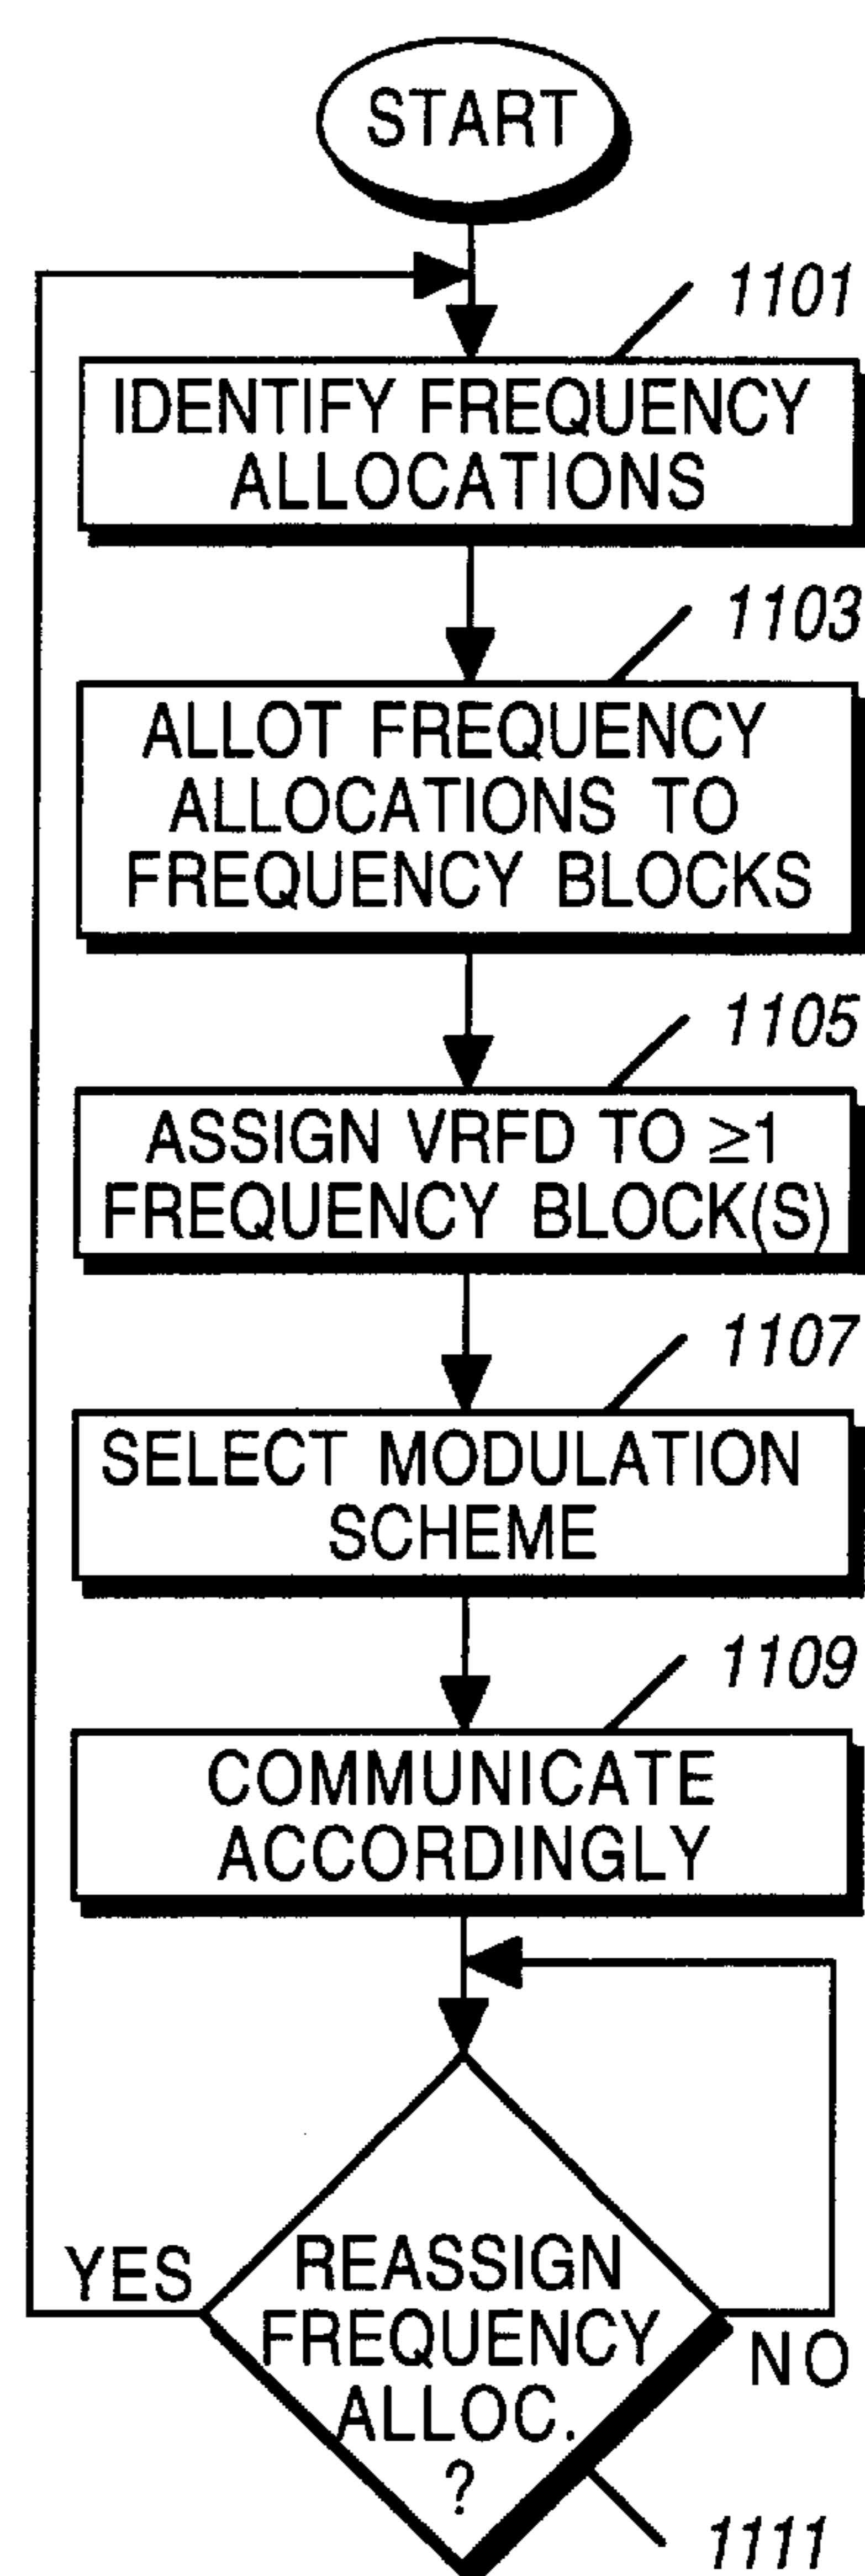 START
1101
IDENTIFY FREQUENCY
ALLOCATIONS
1103
ALLOT FREQUENCY
ALLOCATIONS TO
FREQUENCY BLOCKS
1105
ASSIGN VRFD TO ≥1
FREQUENCY BLOCK(S)
1107
SELECT MODULATION
SCHEME
1109
COMMUNICATE
ACCORDINGLY
YES
REASSIGN
FREQUENCY
ALLOC.
?
NO
1111